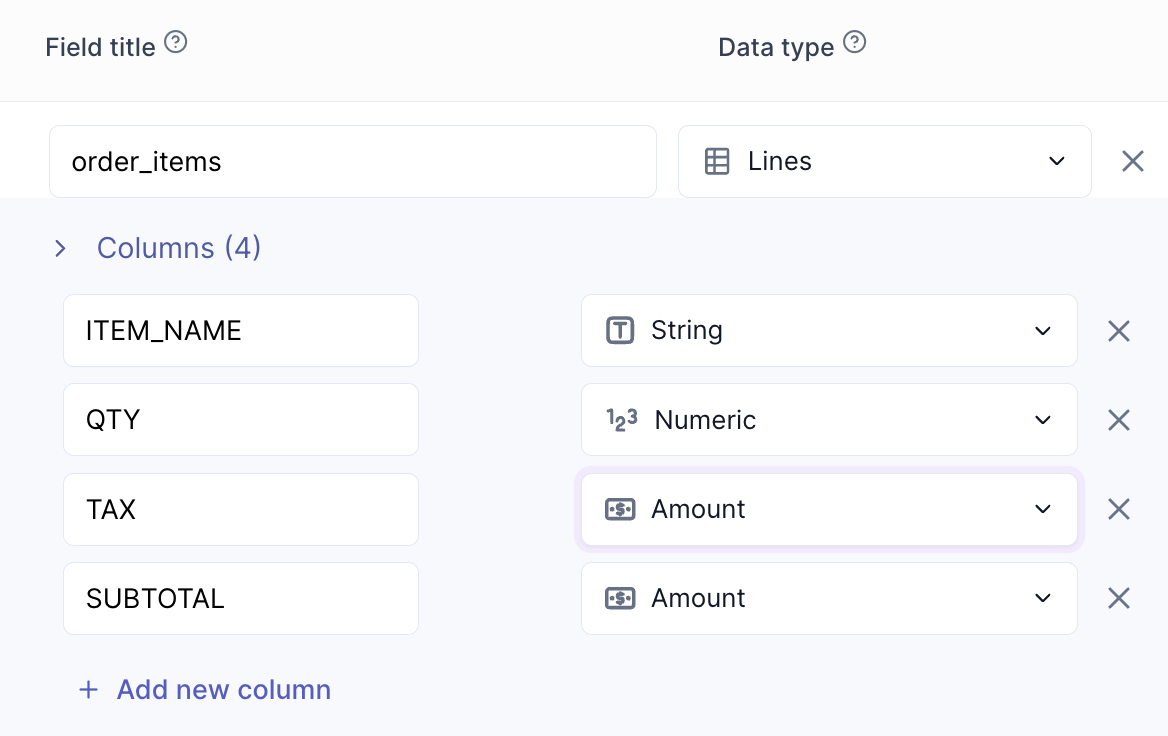 Field title
Data type
order_items
Lines
Columns (4)
ITEM_NAME
String
QTY
123 Numeric
TAX
Amount
SUBTOTAL
Amount
+ Add new column